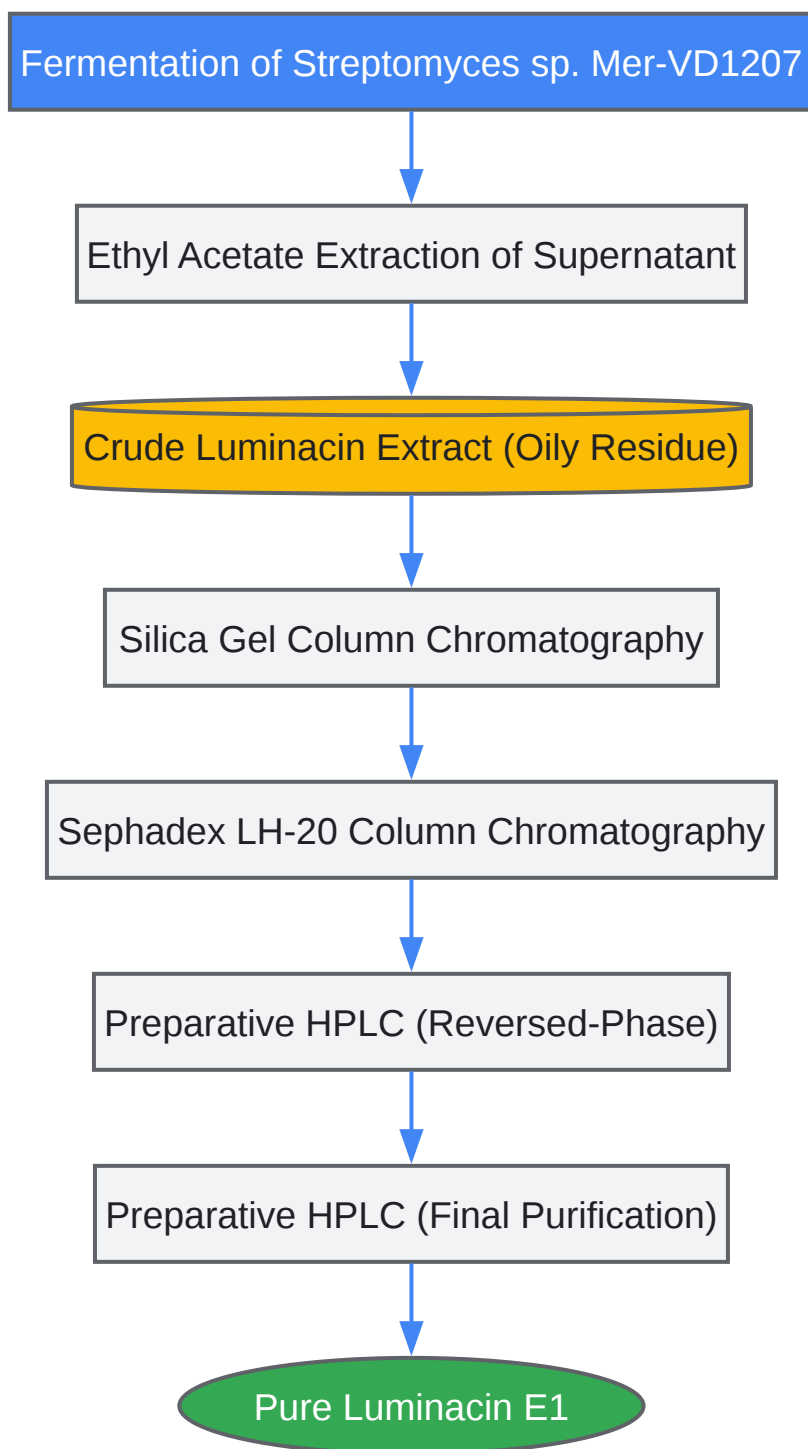 Fermentation of Streptomyces sp. Mer-VD1207
Ethyl Acetate Extraction of Supernatant
Crude Luminacin Extract (Oily Residue)
Silica Gel Column Chromatography
Sephadex LH-20 Column Chromatography
Preparative HPLC (Reversed-Phase)
Preparative HPLC (Final Purification)
Pure Luminacin E1